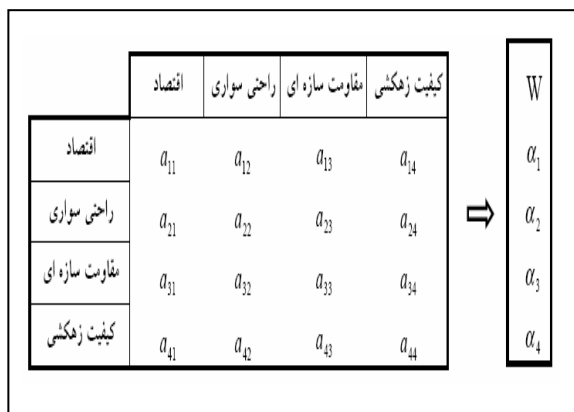 اقتصاد راحتی سواری مقاومت سازه ای کیفیت زهکشی W
اقتصاد a₁₁ a₁₂ a₁₃ a₁₄ α₁
راحتی سواری a₂₁ a₂₂ a₂₃ a₂₄ ⇒ α₂
مقاومت سازه ای a₃₁ a₃₂ a₃₃ a₃₄ α₃
کیفیت زهکشی a₄₁ a₄₂ a₄₃ a₄₄ α₄